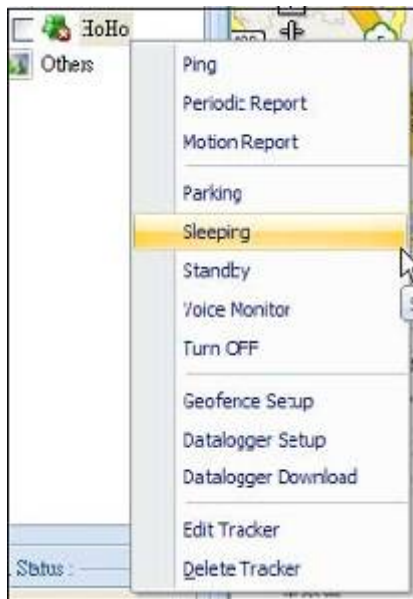 HoHo
Others
Ping
Periodic Report
Motion Report
Parking
Sleeping
Standby
Voice Monitor
Turn OFF
Geofence Setup
Datalogger Setup
Datalogger Download
Edit Tracker
Delete Tracker
Status :